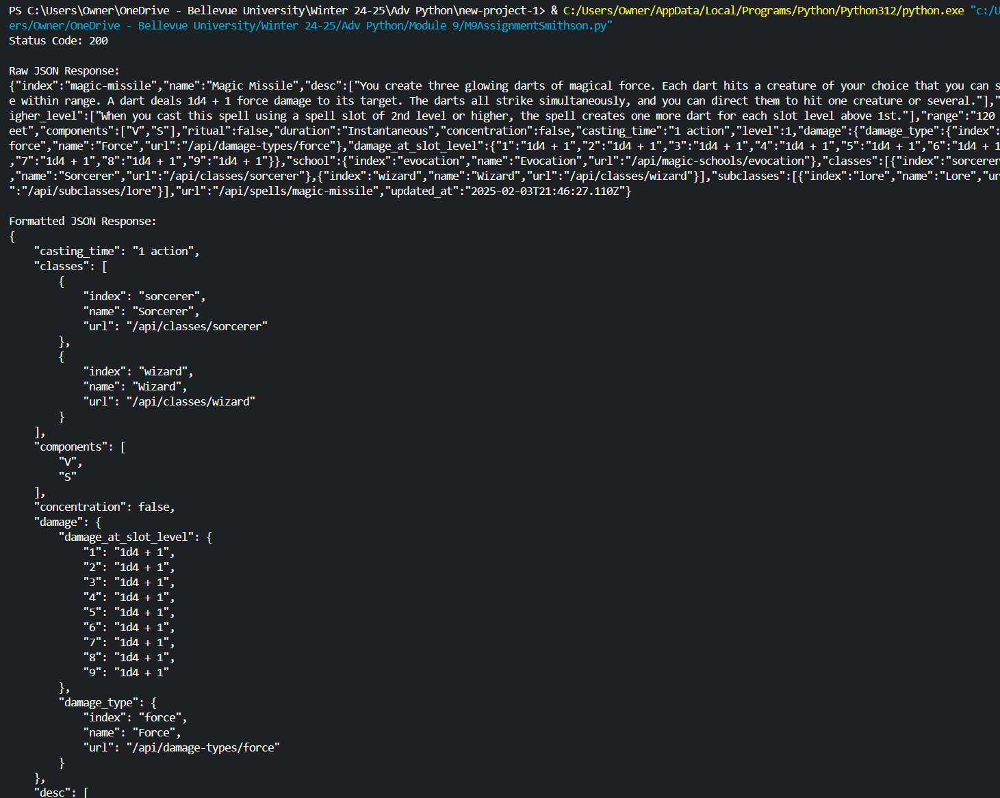 PS C:\Users\Owner\OneDrive - Bellevue University\Winter 24-25\Adv Python\new-project-1> & C:/Users/Owner/AppData/Local/Programs/Python/Python312/python.exe "c:/U
ers/Owner/OneDrive - Bellevue University/Winter 24-25/Adv Python/Module 9/M9AssignmentSmithson.py"
Status Code: 200
Raw JSON Response:
{"index":"magic-missile","name":"Magic Missile","desc":["You create three glowing darts of magical force. Each dart hits a creature of your choice that you can s
e within range. A dart deals 1d4 + 1 force damage to its target. The darts all strike simultaneously, and you can direct them to hit one creature or several."],"
igher_level":["When you cast this spell using a spell slot of 2nd level or higher, the spell creates one more dart for each slot level above 1st."],"range":"120
eet","components":["V","S"],"ritual":false,"duration":"Instantaneous","concentration":false,"casting_time":"1 action","level":1,"damage":{"damage_type":{"index":
force","name":"Force","url":"/api/damage-types/force"},"damage_at_slot_level":{"1":"1d4 + 1","2":"1d4 + 1","3":"1d4 + 1","4":"1d4 + 1","5":"1d4 + 1","6":"1d4 + 1
,"7":"1d4 + 1","8":"1d4 + 1","9":"1d4 + 1"}},"school":{"index":"evocation","name":"Evocation","url":"/api/magic-schools/evocation"},"classes":[{"index":"sorcerer
,"name":"Sorcerer","url":"/api/classes/sorcerer"},{"index":"wizard","name":"Wizard","url":"/api/classes/wizard"}],"subclasses":[{"index":"lore","name":"Lore","ur
":"/api/subclasses/lore"}],"url":"/api/spells/magic-missile","updated_at":"2025-02-03T21:46:27.110Z"}
Formatted JSON Response:
{
    "casting_time": "1 action",
    "classes": [
        {
            "index": "sorcerer",
            "name": "Sorcerer",
            "url": "/api/classes/sorcerer"
        },
        {
            "index": "wizard",
            "name": "Wizard",
            "url": "/api/classes/wizard"
        }
    ],
    "components": [
        "V",
        "S"
    ],
    "concentration": false,
    "damage": {
        "damage_at_slot_level": {
            "1": "1d4 + 1",
            "2": "1d4 + 1",
            "3": "1d4 + 1",
            "4": "1d4 + 1",
            "5": "1d4 + 1",
            "6": "1d4 + 1",
            "7": "1d4 + 1",
            "8": "1d4 + 1",
            "9": "1d4 + 1"
        },
        "damage_type": {
            "index": "force",
            "name": "Force",
            "url": "/api/damage-types/force"
        }
    },
    "desc": [